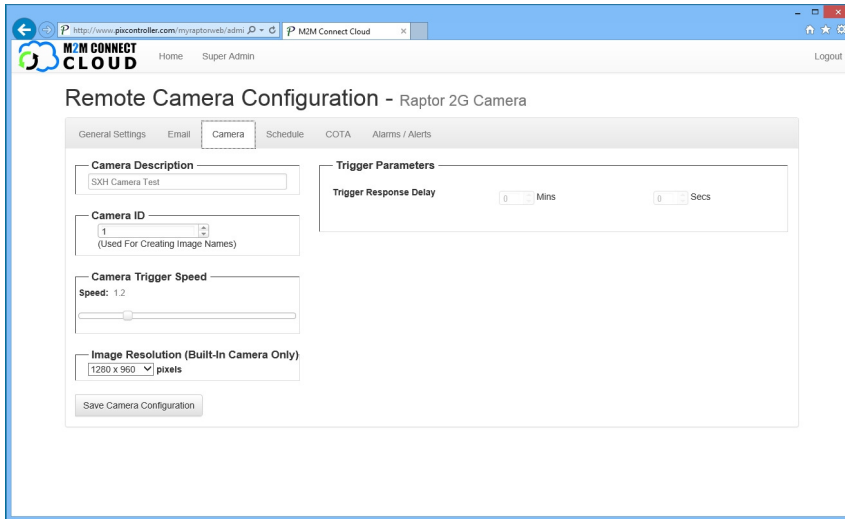 http://www.pixcontroller.com/myraptorweb/admi
M2M Connect Cloud
M2M CONNECT
CLOUD
Home
Super Admin
Logout
Remote Camera Configuration - Raptor 2G Camera
General Settings
Email
Camera
Schedule
COTA
Alarms / Alerts
Camera Description
SXH Camera Test
Camera ID
1
(Used For Creating Image Names)
Camera Trigger Speed
Speed: 1.2
Image Resolution (Built-In Camera Only)
1280 x 960 pixels
Save Camera Configuration
Trigger Parameters
Trigger Response Delay
0 Mins
0 Secs